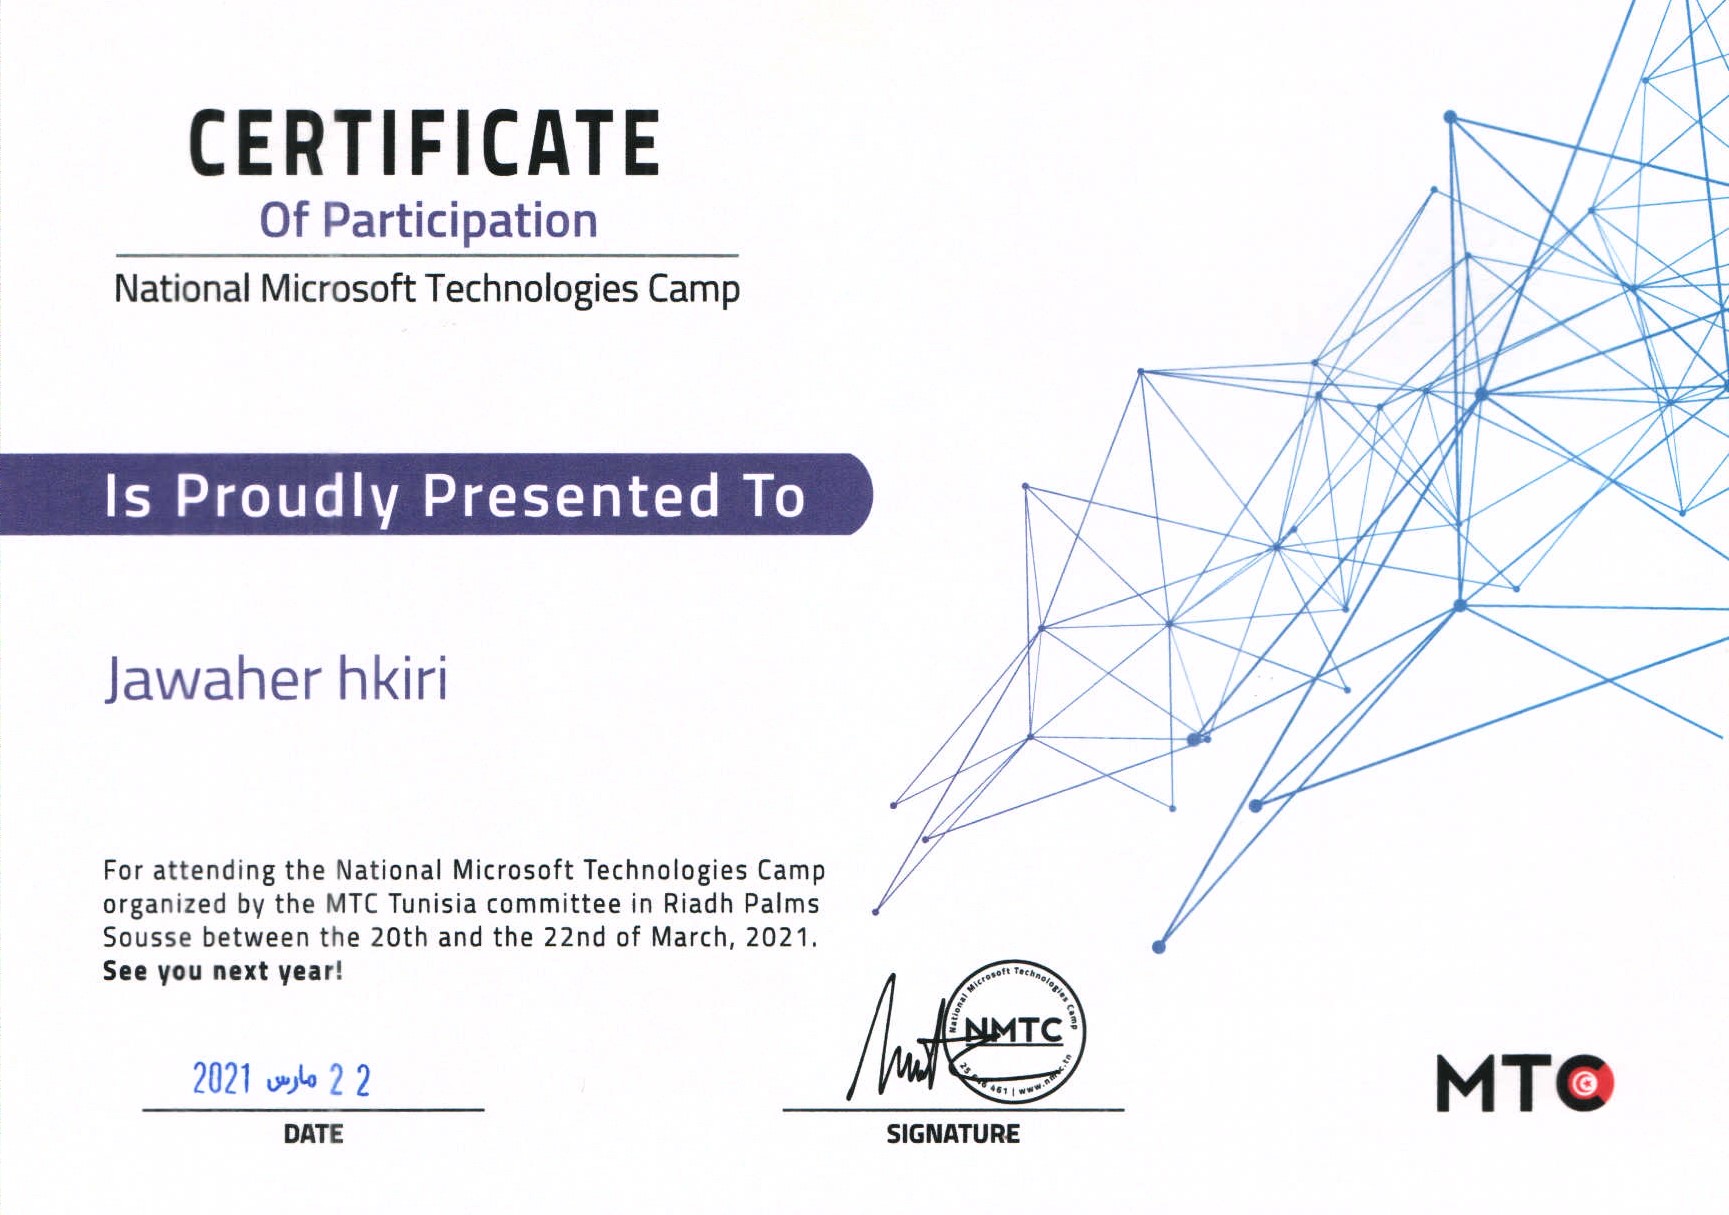 CERTIFICATE
Of Participation
National Microsoft Technologies Camp
Is Proudly Presented To
Jawaher hkiri
For attending the National Microsoft Technologies Camp
organized by the MTC Tunisia committee in Riadh Palms
Sousse between the 20th and the 22nd of March, 2021.
See you next year!
2 2 مارس 2021
DATE
National Microsoft Technologies Camp
NMTC
461 | www.nmtc.tn
SIGNATURE
MTC